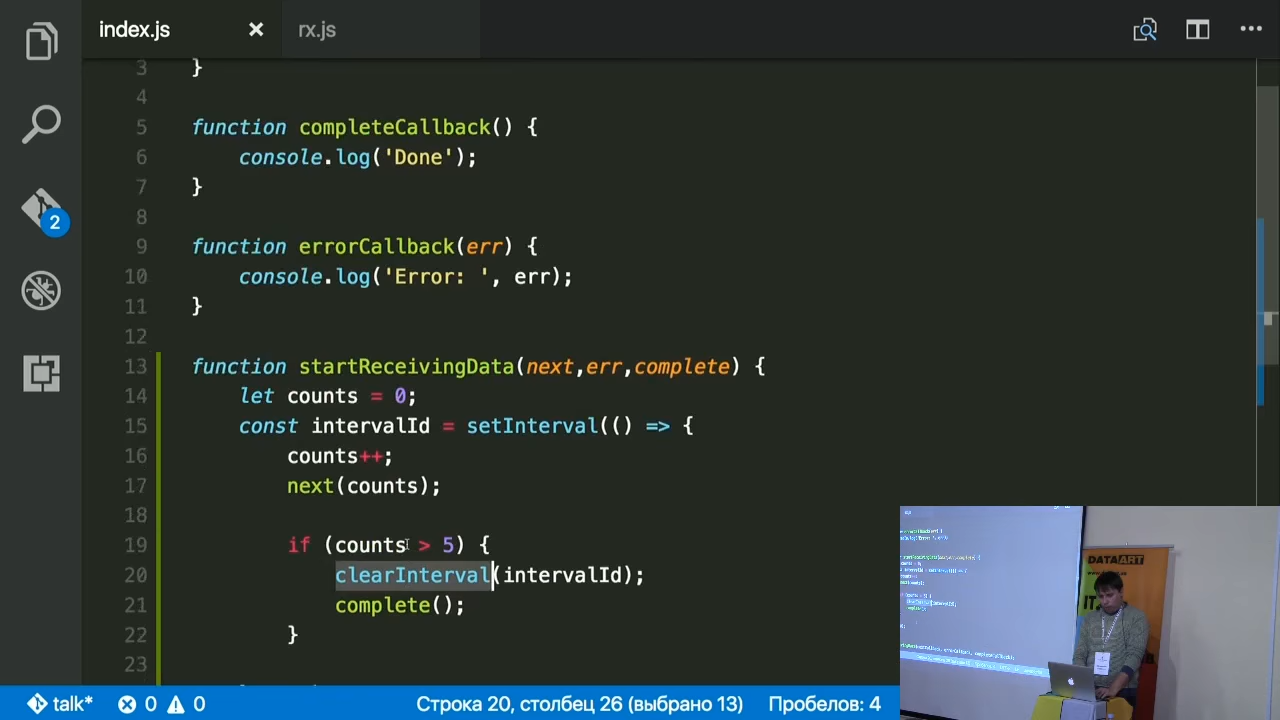 index.js × rx.js
3 }
4
5 function completeCallback() {
6 console.log('Done');
7 }
8
9 function errorCallback(err) {
10 console.log('Error: ', err);
11 }
12
13 function startReceivingData(next,err,complete) {
14 let counts = 0;
15 const intervalId = setInterval(() => {
16 counts++;
17 next(counts);
18
19 if (counts > 5) {
20 clearInterval(intervalId);
21 complete();
22 }
23
2
DATAART
talk* 0 0 Строка 20, столбец 26 (выбрано 13) Пробелов: 4